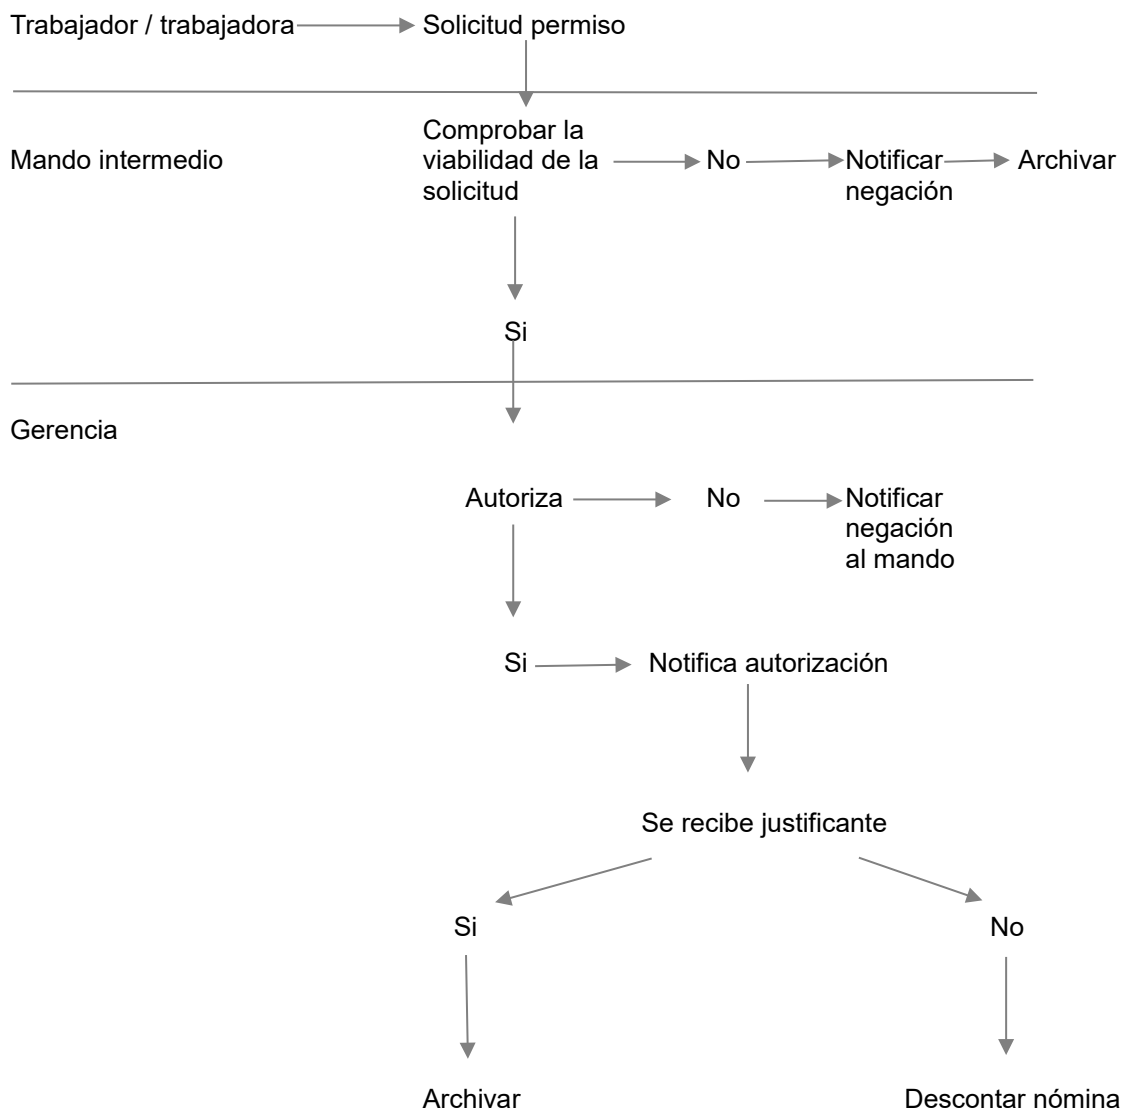 Trabajador / trabajadora
Solicitud permiso
Mando intermedio
Comprobar la
viabilidad de la
solicitud
No
Notificar
negación
Archivar
Si
Gerencia
Autoriza
No
Notificar
negación
al mando
Si
Notifica autorización
Se recibe justificante
Si
No
Archivar
Descontar nómina